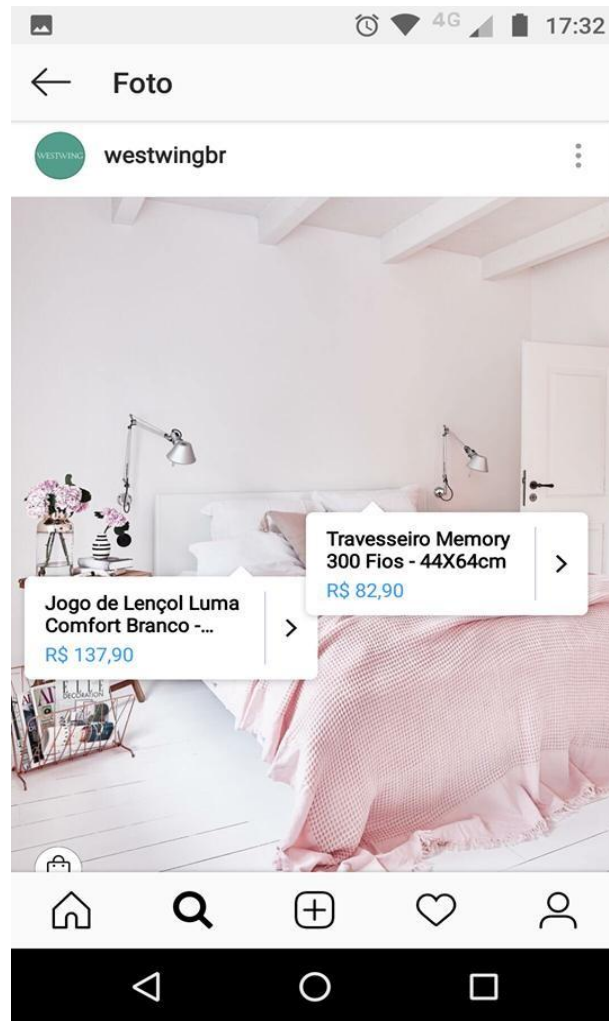 4G 17:32
Foto
WESTWING
westwingbr
Travesseiro Memory
300 Fios - 44X64cm
R$ 82,90
Jogo de Lençol Luma
Comfort Branco -...
R$ 137,90
ELLE
DECORATION